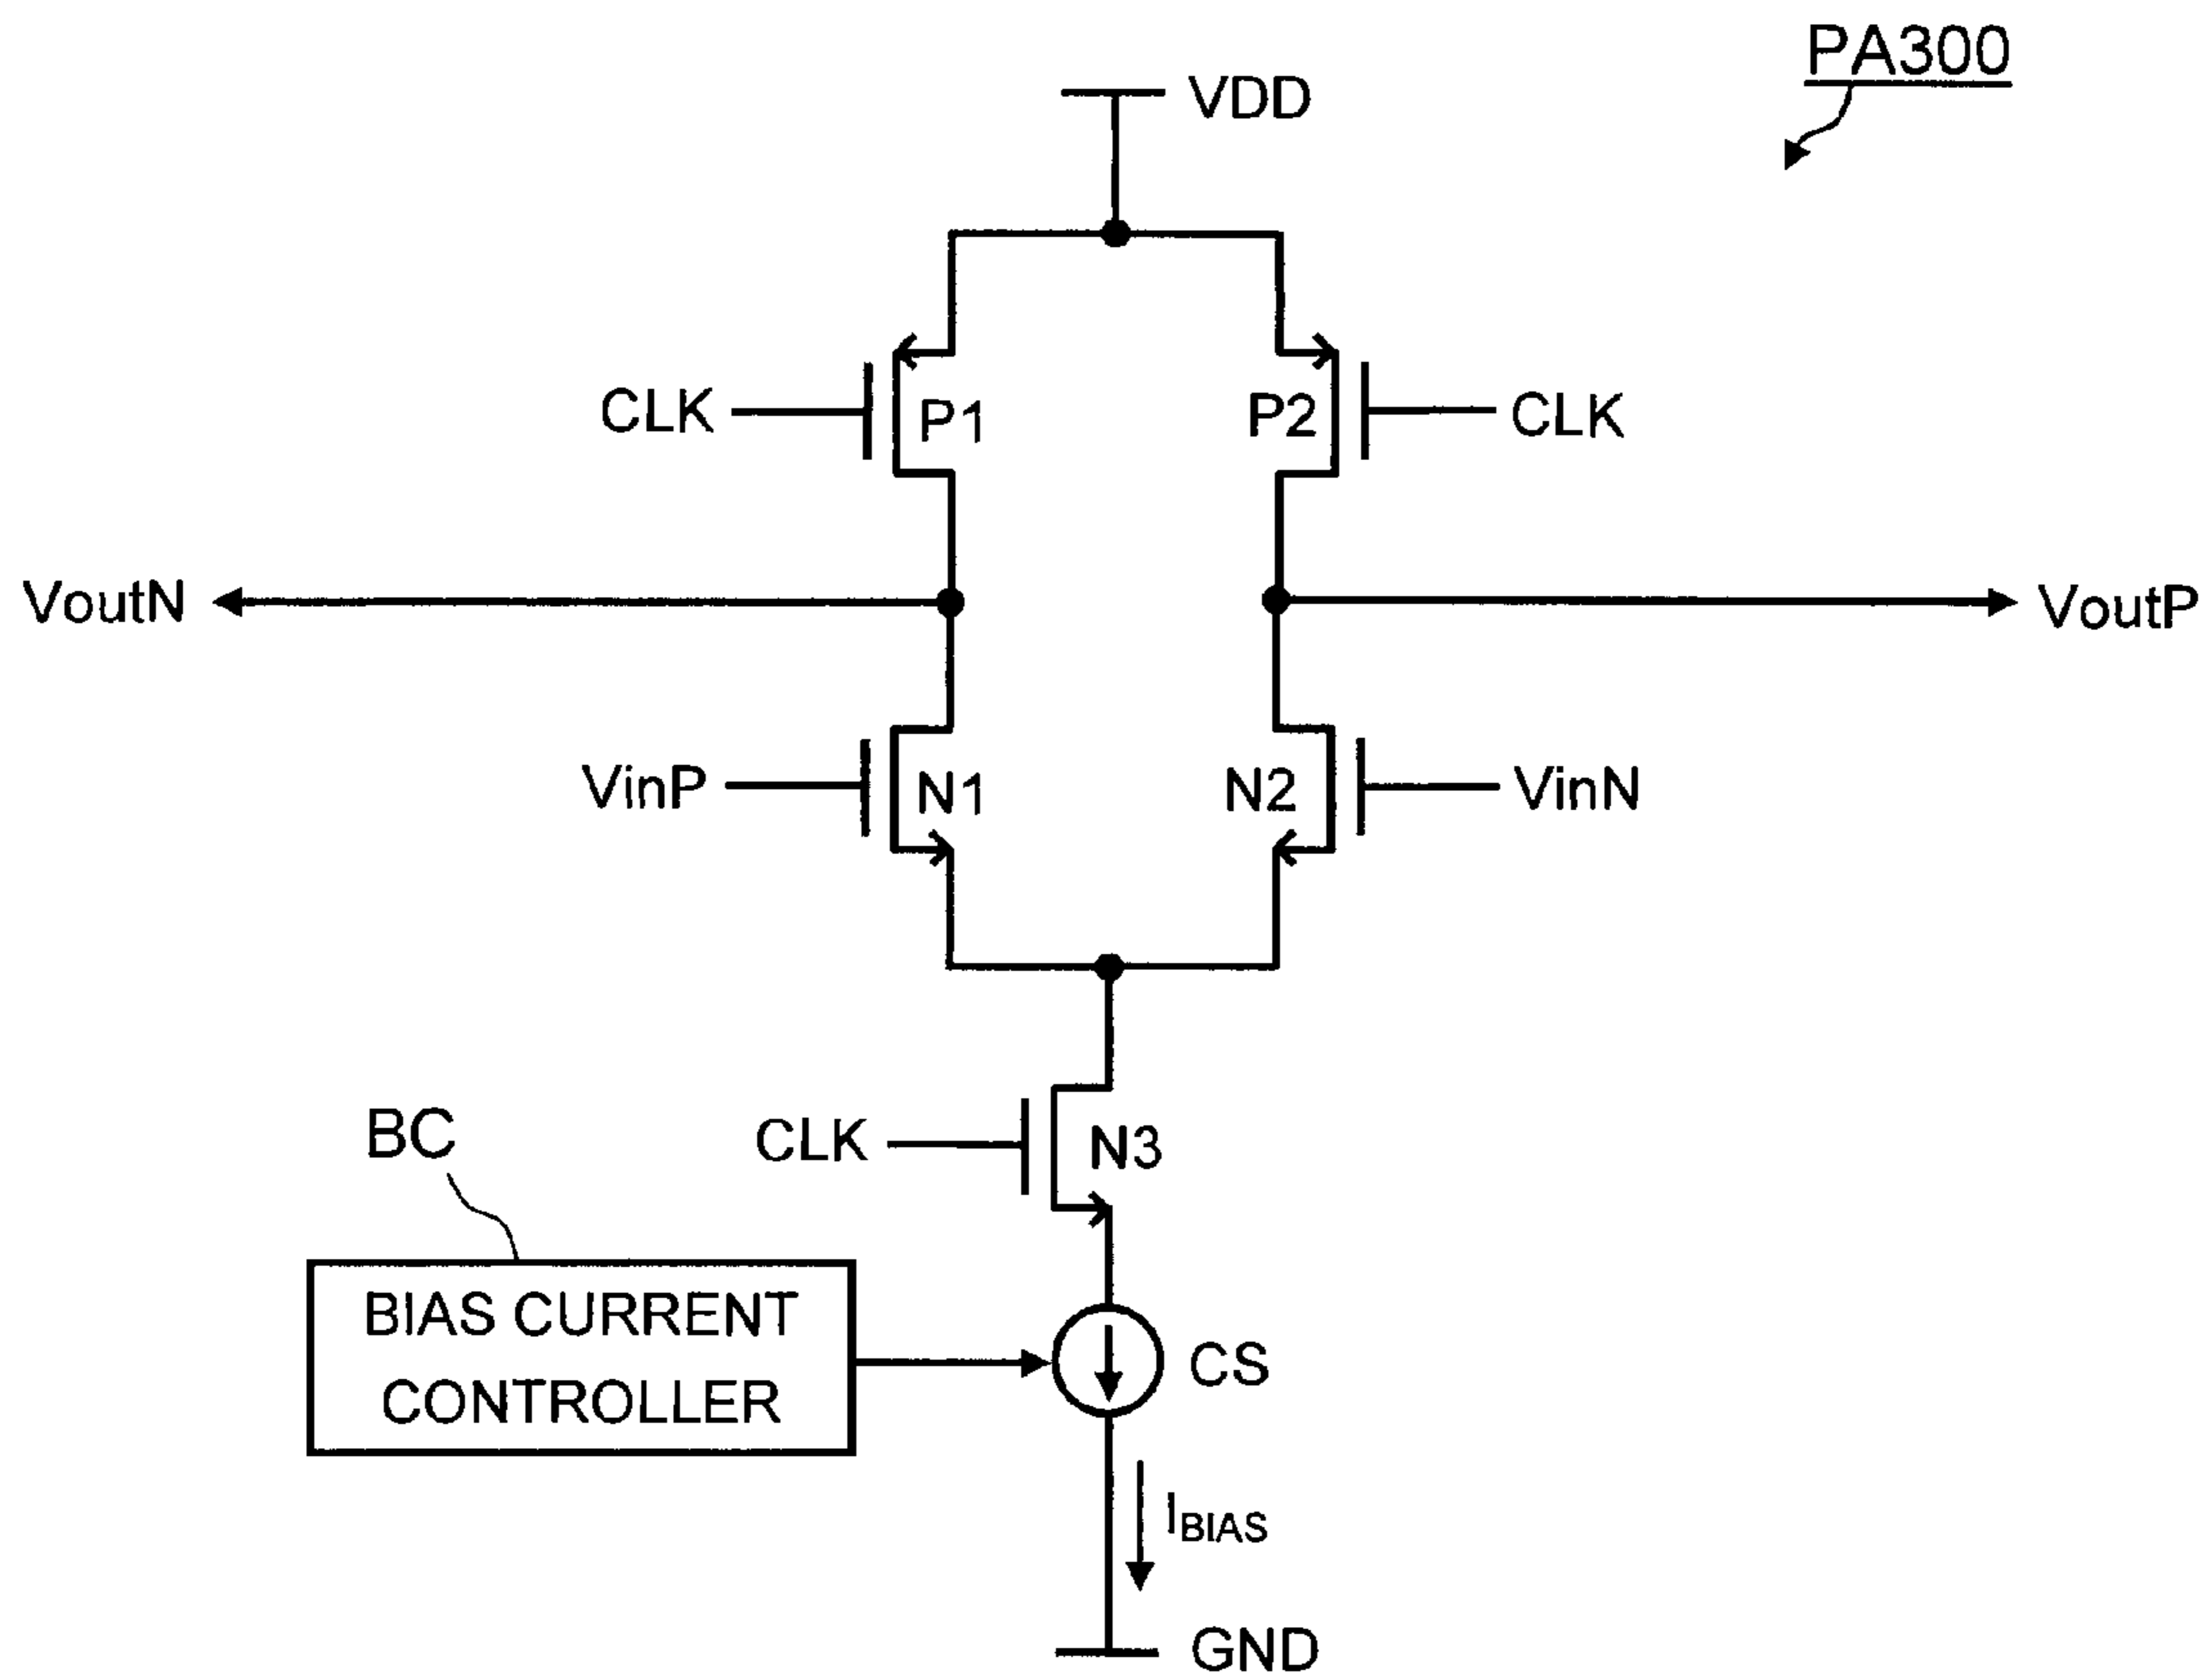 PA300
VDD
CLK
P1
P2
CLK
VoutN
VoutP
VinP
N1
N2
VinN
BC
CLK
N3
BIAS CURRENT
CONTROLLER
CS
IBIAS
GND